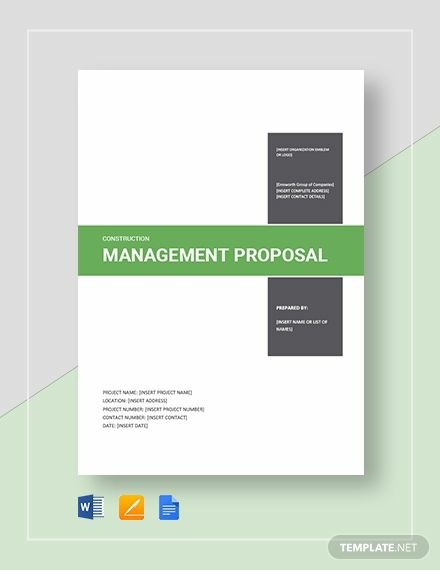 [INSERT ORGANIZATION EMBLEM
OR LOGO]
[Ernsworth Group of Companies]
[INSERT COMPLETE ADDRESS]
[INSERT CONTACT DETAILS]
CONSTRUCTION
MANAGEMENT PROPOSAL
PREPARED BY:
[INSERT NAME OR LIST OF
NAMES]
PROJECT NAME: [INSERT PROJECT NAME]
LOCATION: [INSERT ADDRESS]
PROJECT NUMBER: [INSERT PROJECT NUMBER]
CONTACT NUMBER: [INSERT CONTACT]
DATE: [INSERT DATE]
W
TEMPLATE.NET